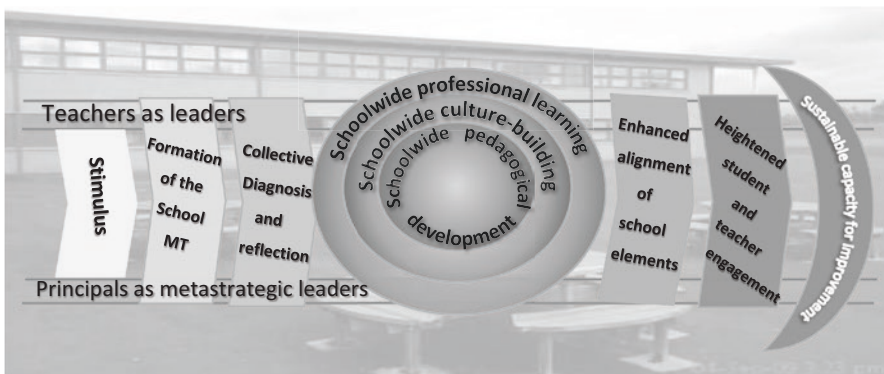 Teachers as leaders
Stimulus
Formation
of the
School
MT
Collective
Diagnosis
and
reflection
Schoolwide professional learning
Schoolwide culture-building
Schoolwide pedagogical
development
Enhanced
alignment
of
school
elements
Heightened
student
and
teacher
engagement
Sustainable capacity for Improvement
Principals as metastrategic leaders